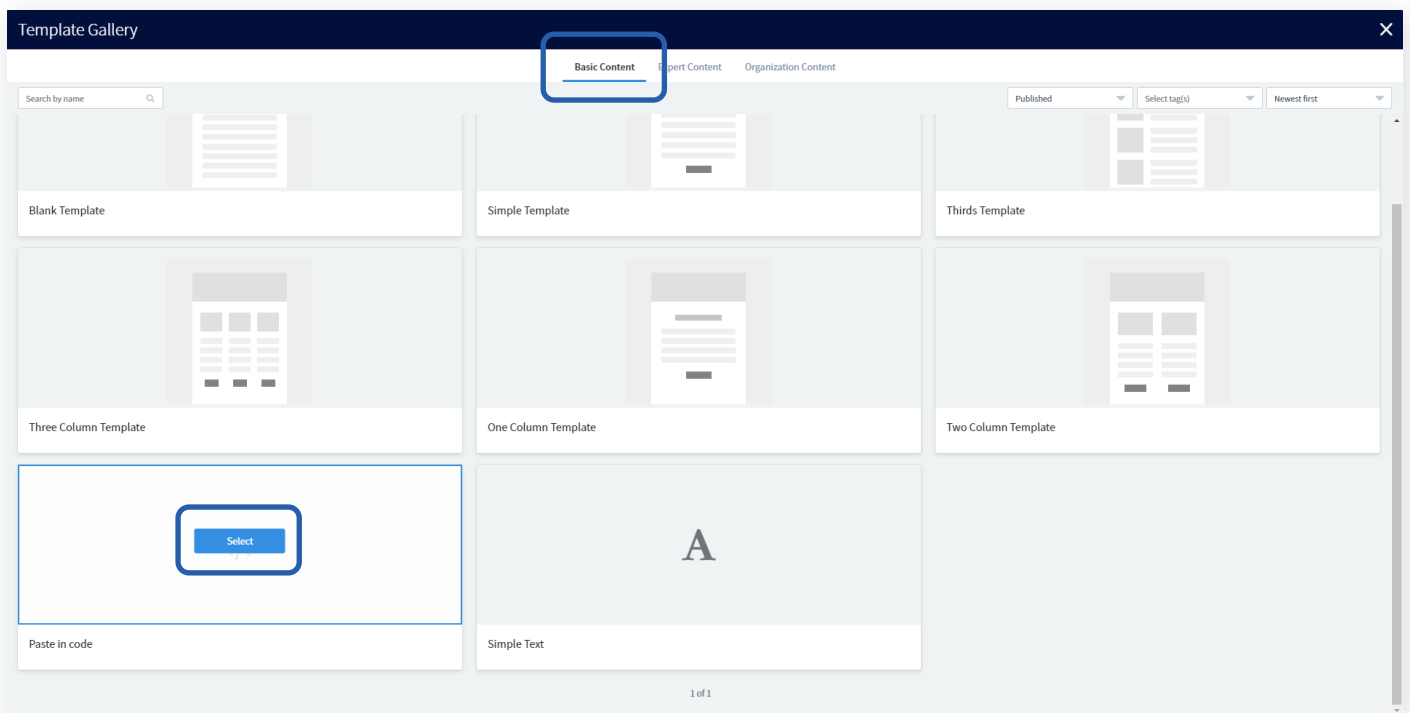 Template Gallery
Basic Content
Expert Content
Organization Content
Search by name
Published
Select tag(s)
Newest first
Blank Template
Simple Template
Thirds Template
Three Column Template
One Column Template
Two Column Template
Select
A
Paste in code
Simple Text
1 of 1